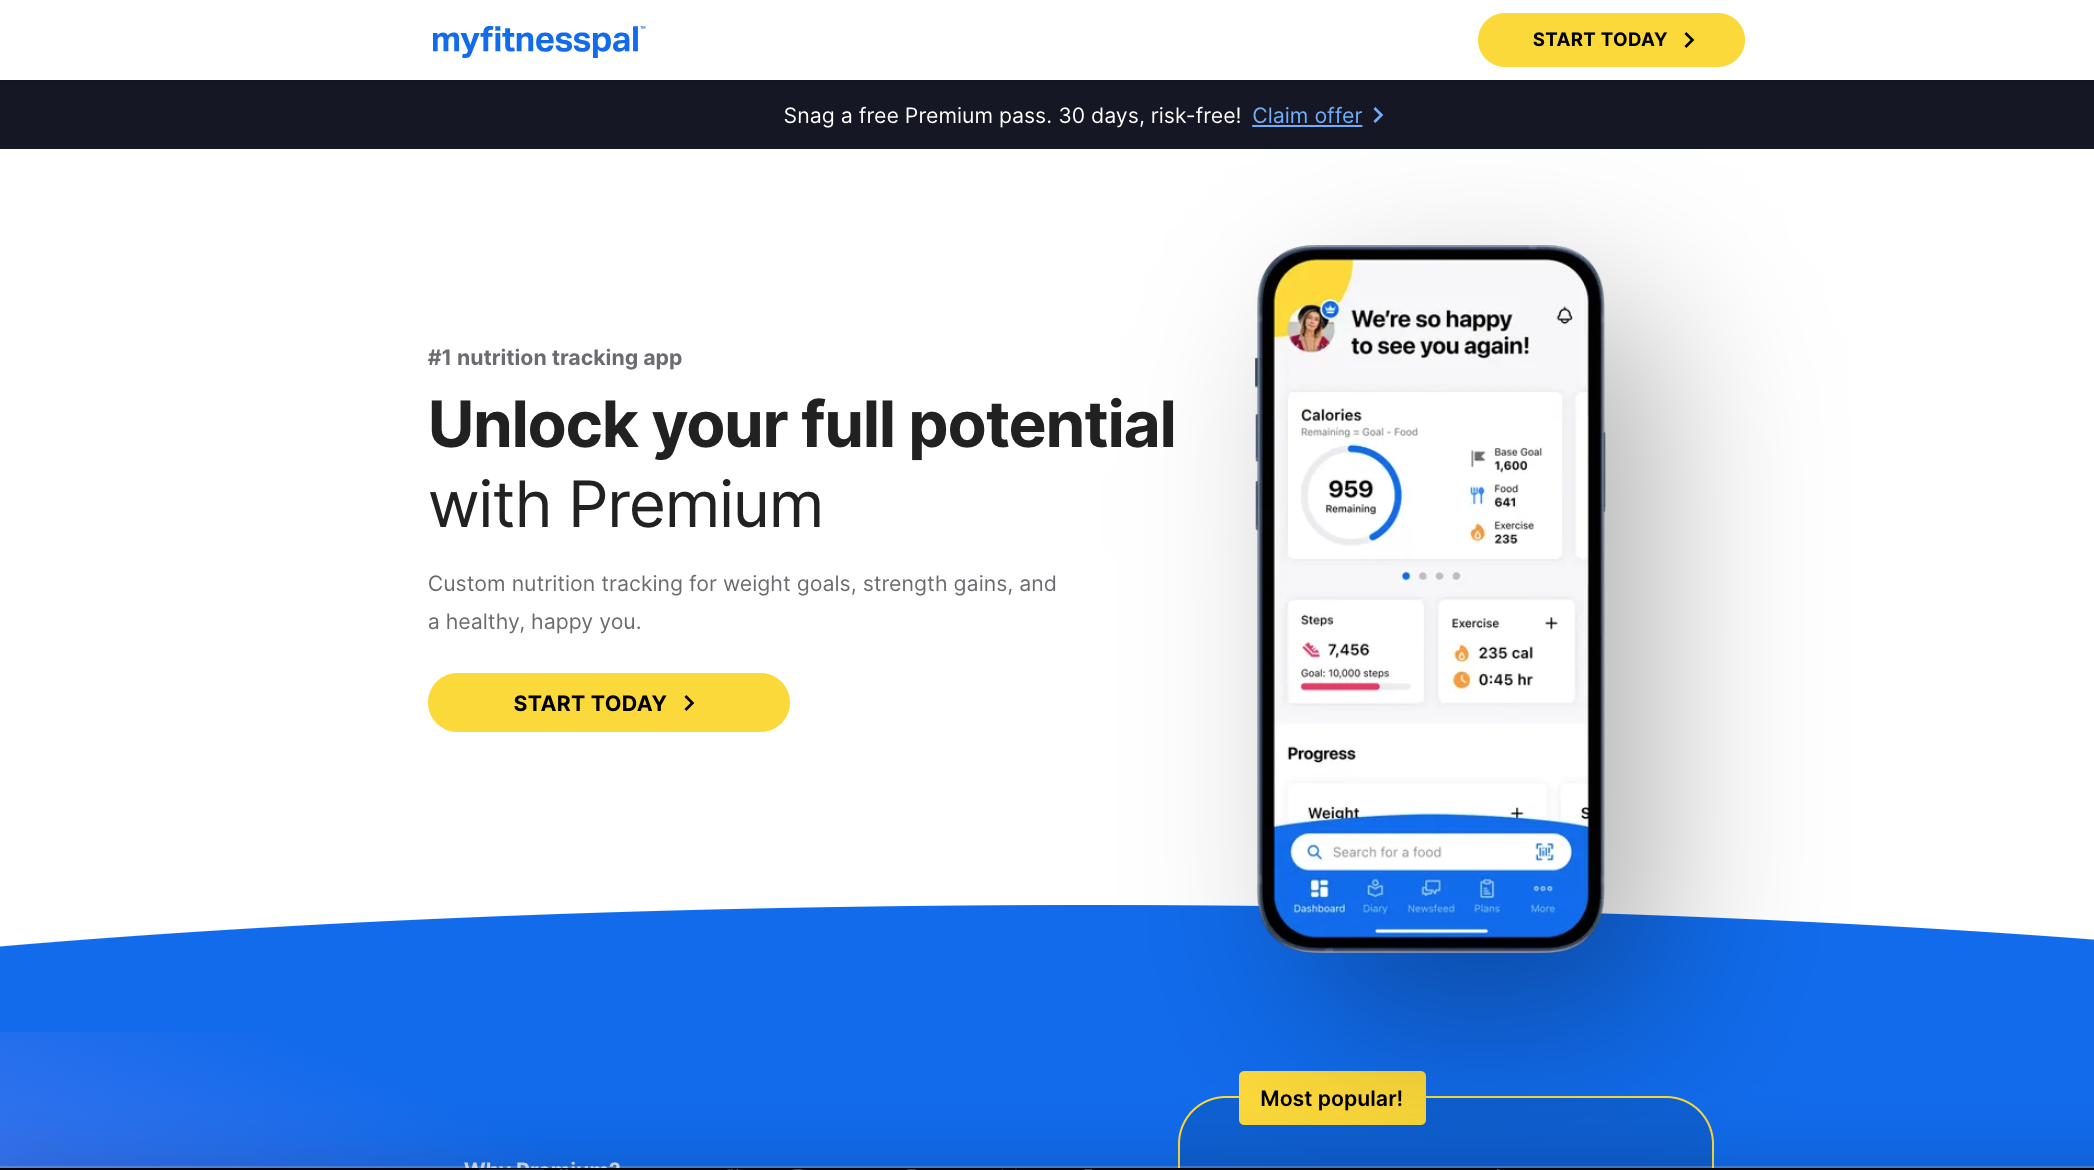 myfitnesspal™
START TODAY
Snag a free Premium pass. 30 days, risk-free! Claim offer
#1 nutrition tracking app
Unlock your full potential
with Premium
Custom nutrition tracking for weight goals, strength gains, and
a healthy, happy you.
START TODAY
We're so happy
to see you again!
Calories
Remaining = Goal - Food
959
Remaining
Base Goal
1,600
Food
641
Exercise
235
Steps
7,456
Goal: 10,000 steps
Exercise
235 cal
0:45 hr
Progress
Weight
S
Search for a food
Dashboard Diary Newsfeed Plans More
Most popular!
Why Premium?